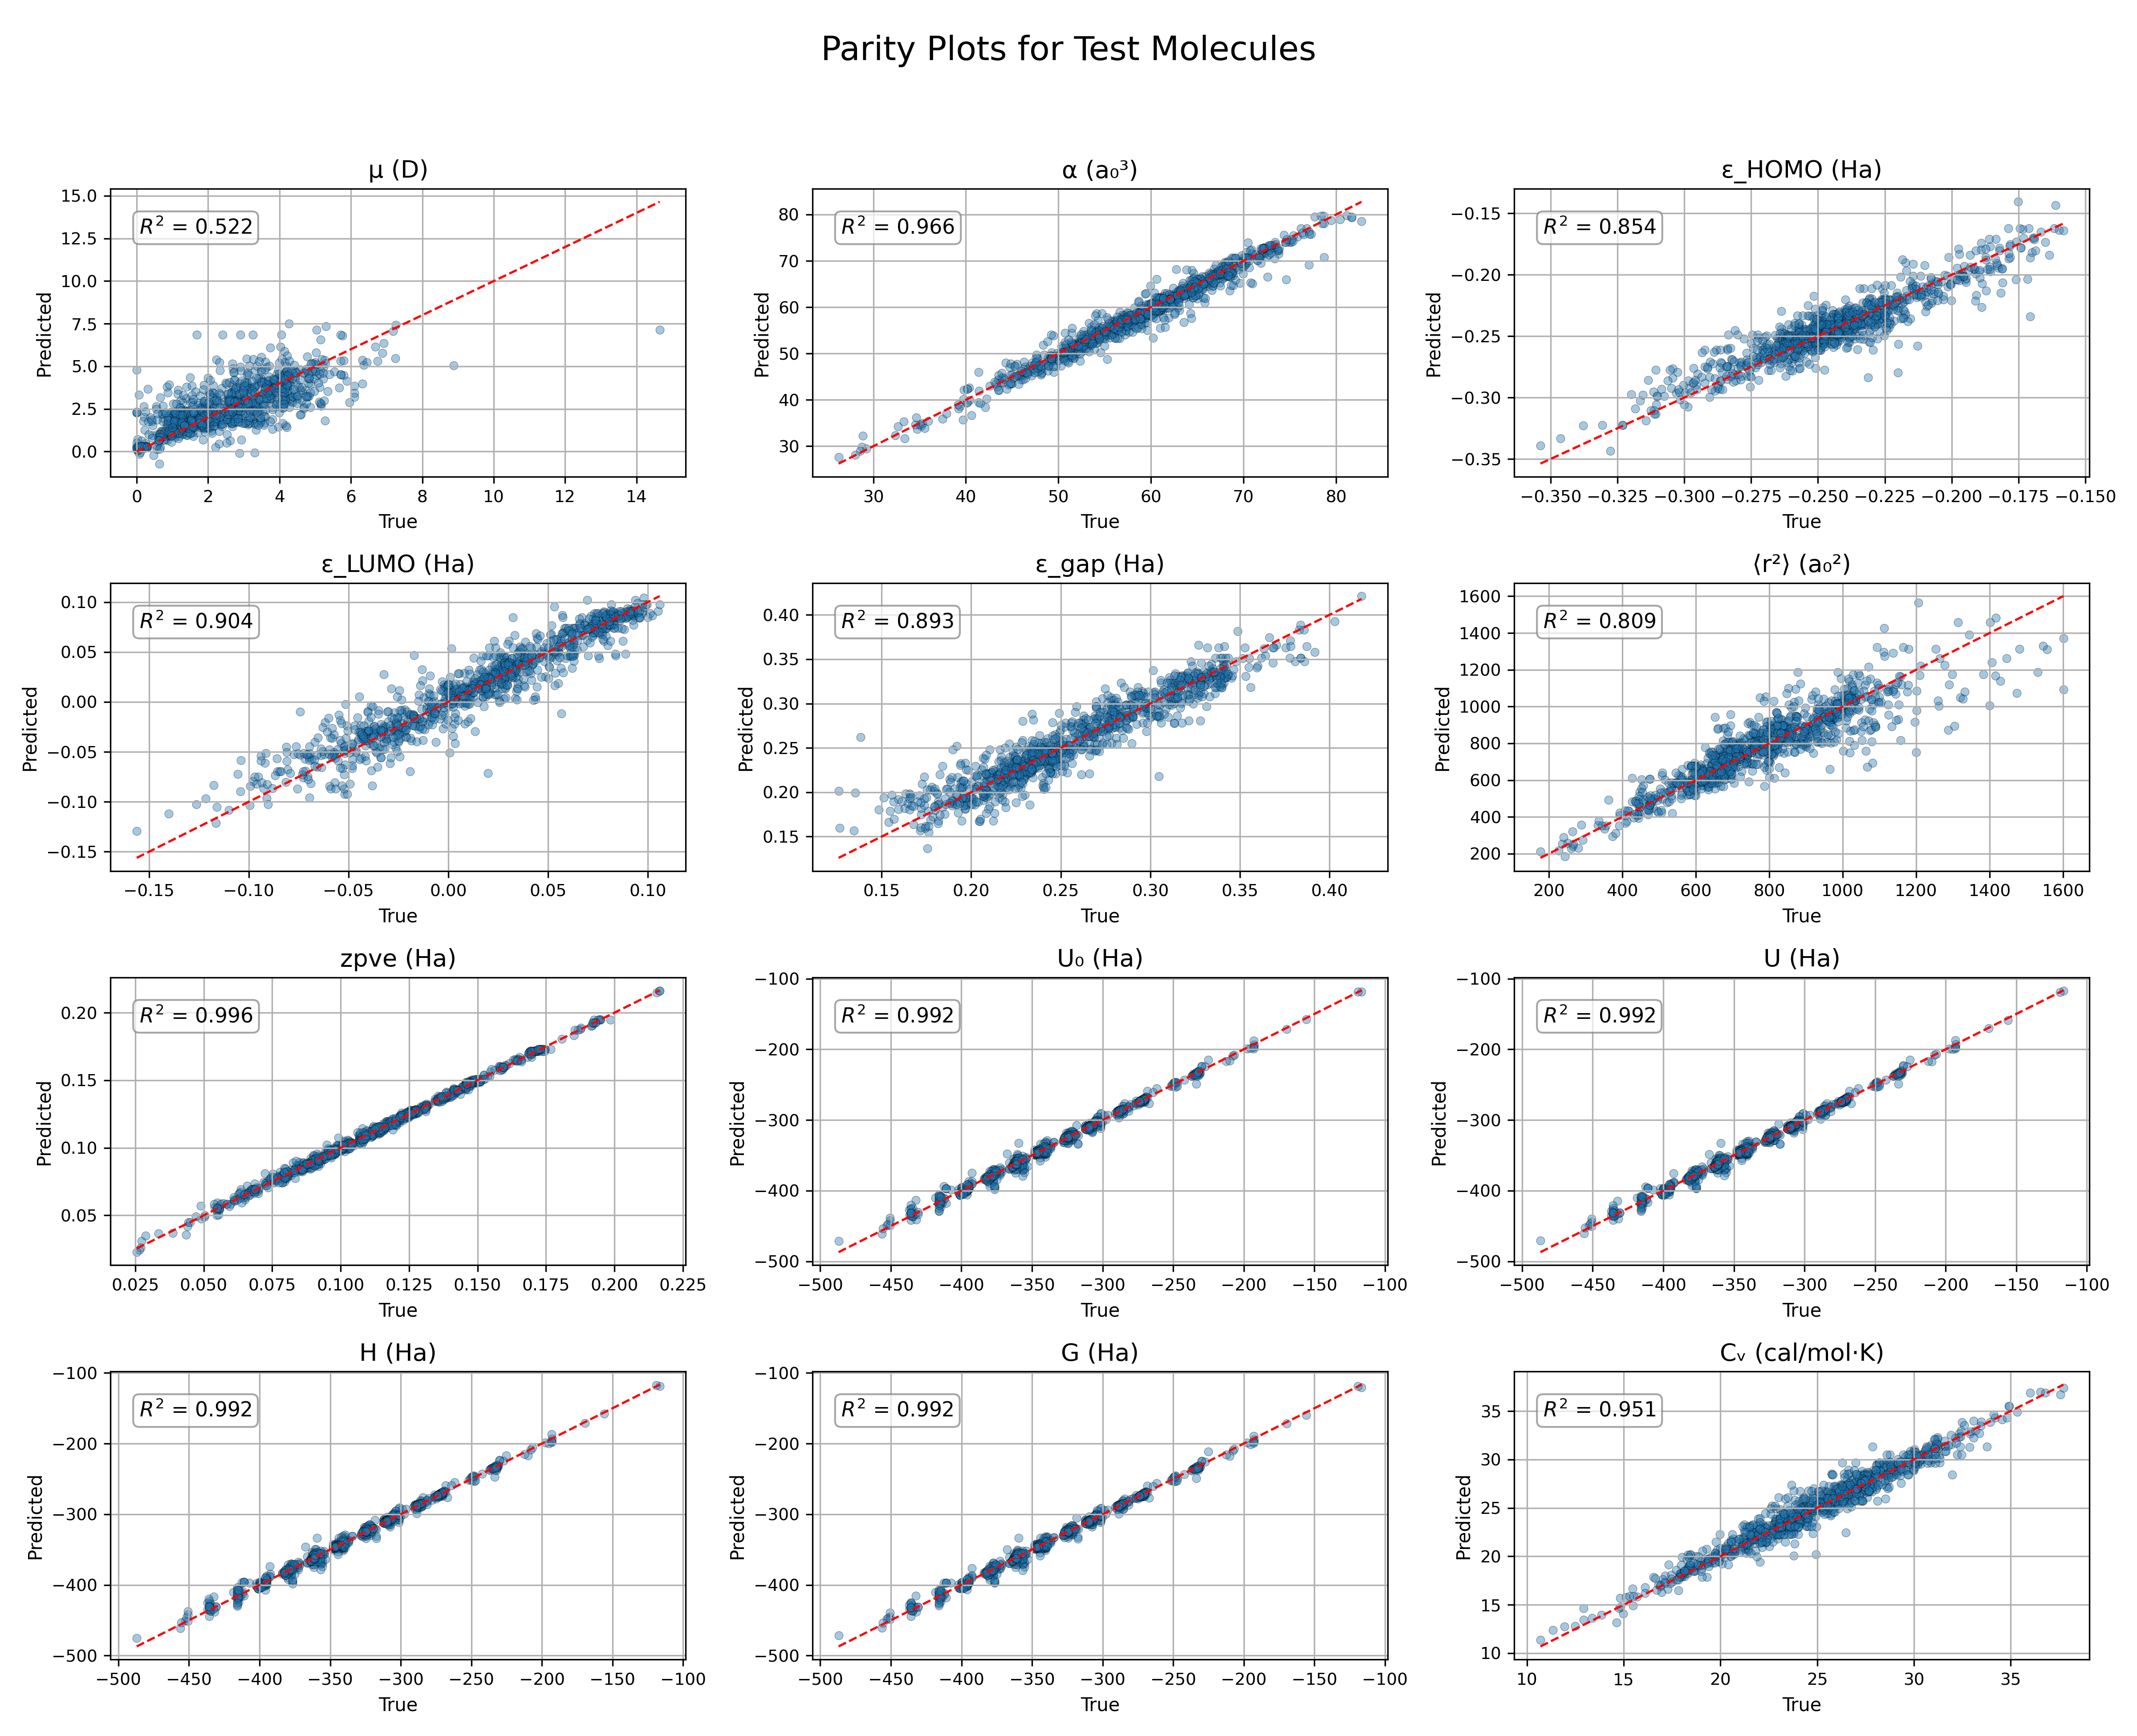 Parity Plots for Test Molecules
μ (D)
15.0
12.5
10.0
7.5
5.0
2.5
0.0
Predicted
R² = 0.522
0 2 4 6 8 10 12 14
True
α (a₀³)
80
70
60
50
40
30
Predicted
R² = 0.966
30 40 50 60 70 80
True
ε_HOMO (Ha)
−0.15
−0.20
−0.25
−0.30
−0.35
Predicted
R² = 0.854
−0.350 −0.325 −0.300 −0.275 −0.250 −0.225 −0.200 −0.175 −0.150
True
ε_LUMO (Ha)
0.10
0.05
0.00
−0.05
−0.10
−0.15
Predicted
R² = 0.904
−0.15 −0.10 −0.05 0.00 0.05 0.10
True
ε_gap (Ha)
0.40
0.35
0.30
0.25
0.20
0.15
Predicted
R² = 0.893
0.15 0.20 0.25 0.30 0.35 0.40
True
⟨r²⟩ (a₀²)
1600
1400
1200
1000
800
600
400
200
Predicted
R² = 0.809
200 400 600 800 1000 1200 1400 1600
True
zpve (Ha)
0.20
0.15
0.10
0.05
Predicted
R² = 0.996
0.025 0.050 0.075 0.100 0.125 0.150 0.175 0.200 0.225
True
U₀ (Ha)
−100
−200
−300
−400
−500
Predicted
R² = 0.992
−500 −450 −400 −350 −300 −250 −200 −150 −100
True
U (Ha)
−100
−200
−300
−400
−500
Predicted
R² = 0.992
−500 −450 −400 −350 −300 −250 −200 −150 −100
True
H (Ha)
−100
−200
−300
−400
−500
Predicted
R² = 0.992
−500 −450 −400 −350 −300 −250 −200 −150 −100
True
G (Ha)
−100
−200
−300
−400
−500
Predicted
R² = 0.992
−500 −450 −400 −350 −300 −250 −200 −150 −100
True
Cᵥ (cal/mol·K)
35
30
25
20
15
10
Predicted
R² = 0.951
10 15 20 25 30 35
True